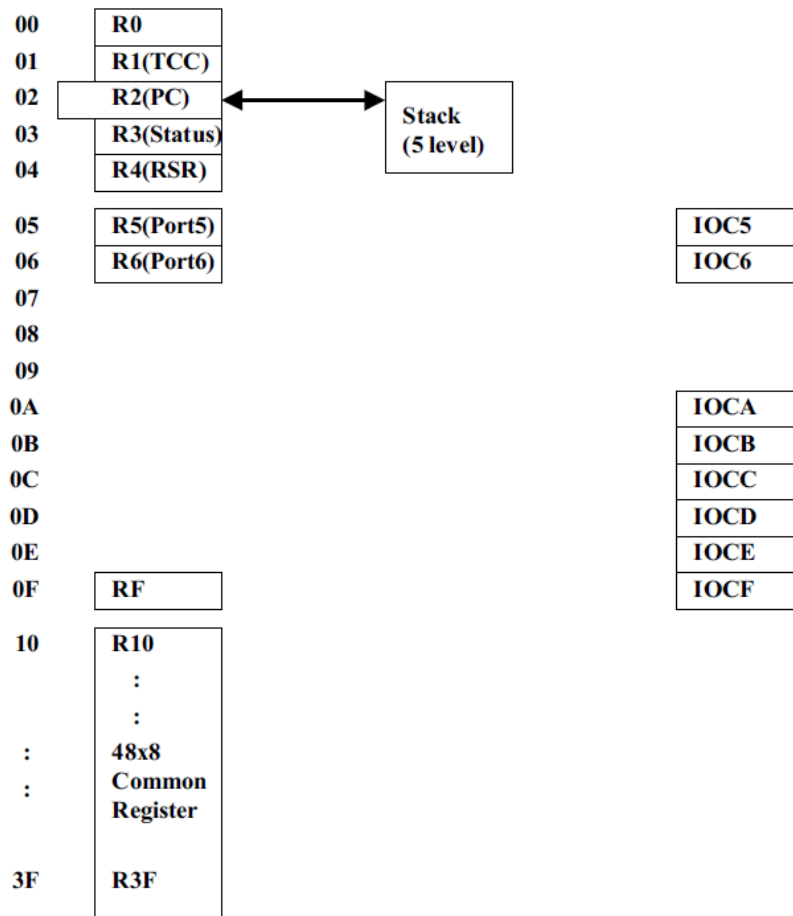 00 R0
01 R1(TCC)
02 R2(PC)
Stack
(5 level)
03 R3(Status)
04 R4(RSR)
05 R5(Port5) IOC5
06 R6(Port6) IOC6
07
08
09
0A IOCA
0B IOCB
0C IOCC
0D IOCD
0E IOCE
0F RF IOCF
10 R10
:
:
: 48x8
: Common
Register
3F R3F